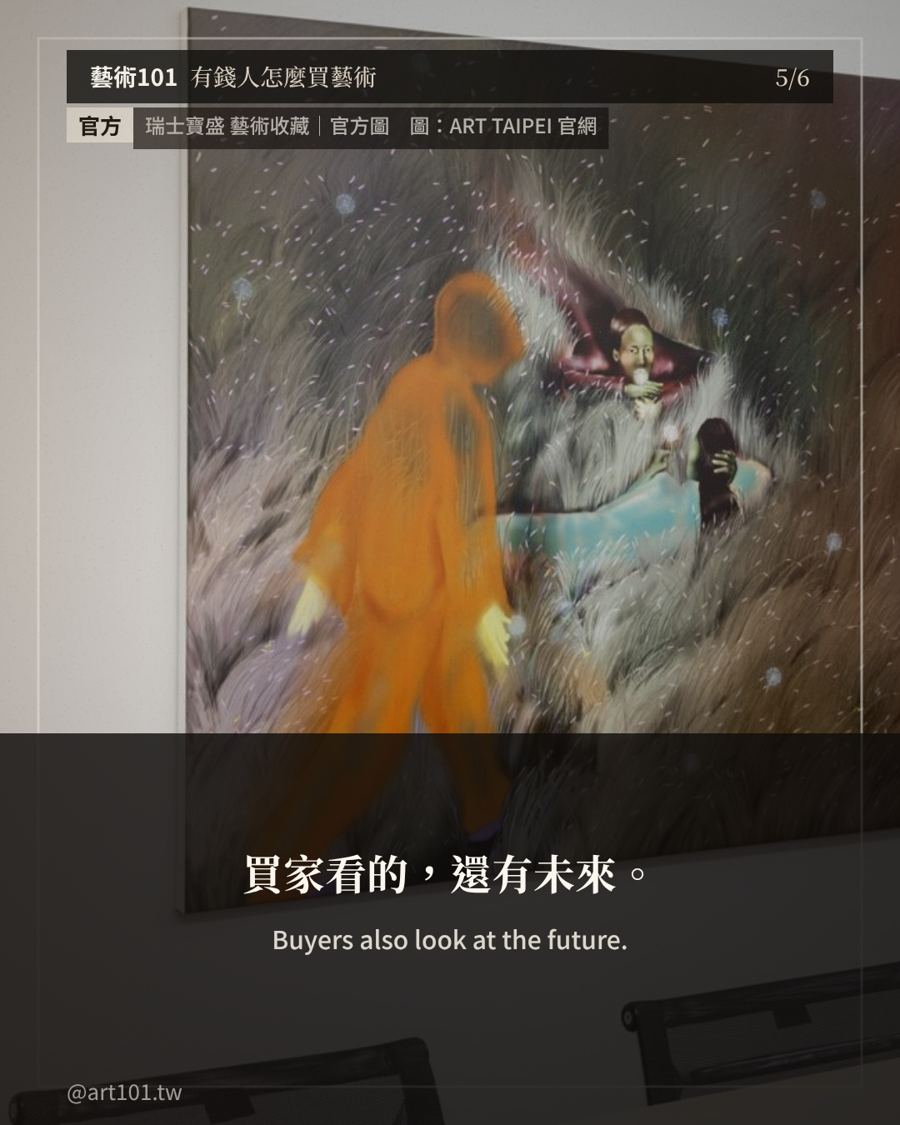 藝術101 有錢人怎麼買藝術 5/6
官方 瑞士寶盛 藝術收藏｜官方圖 圖：ART TAIPEI 官網
買家看的，還有未來。
Buyers also look at the future.
@art101.tw